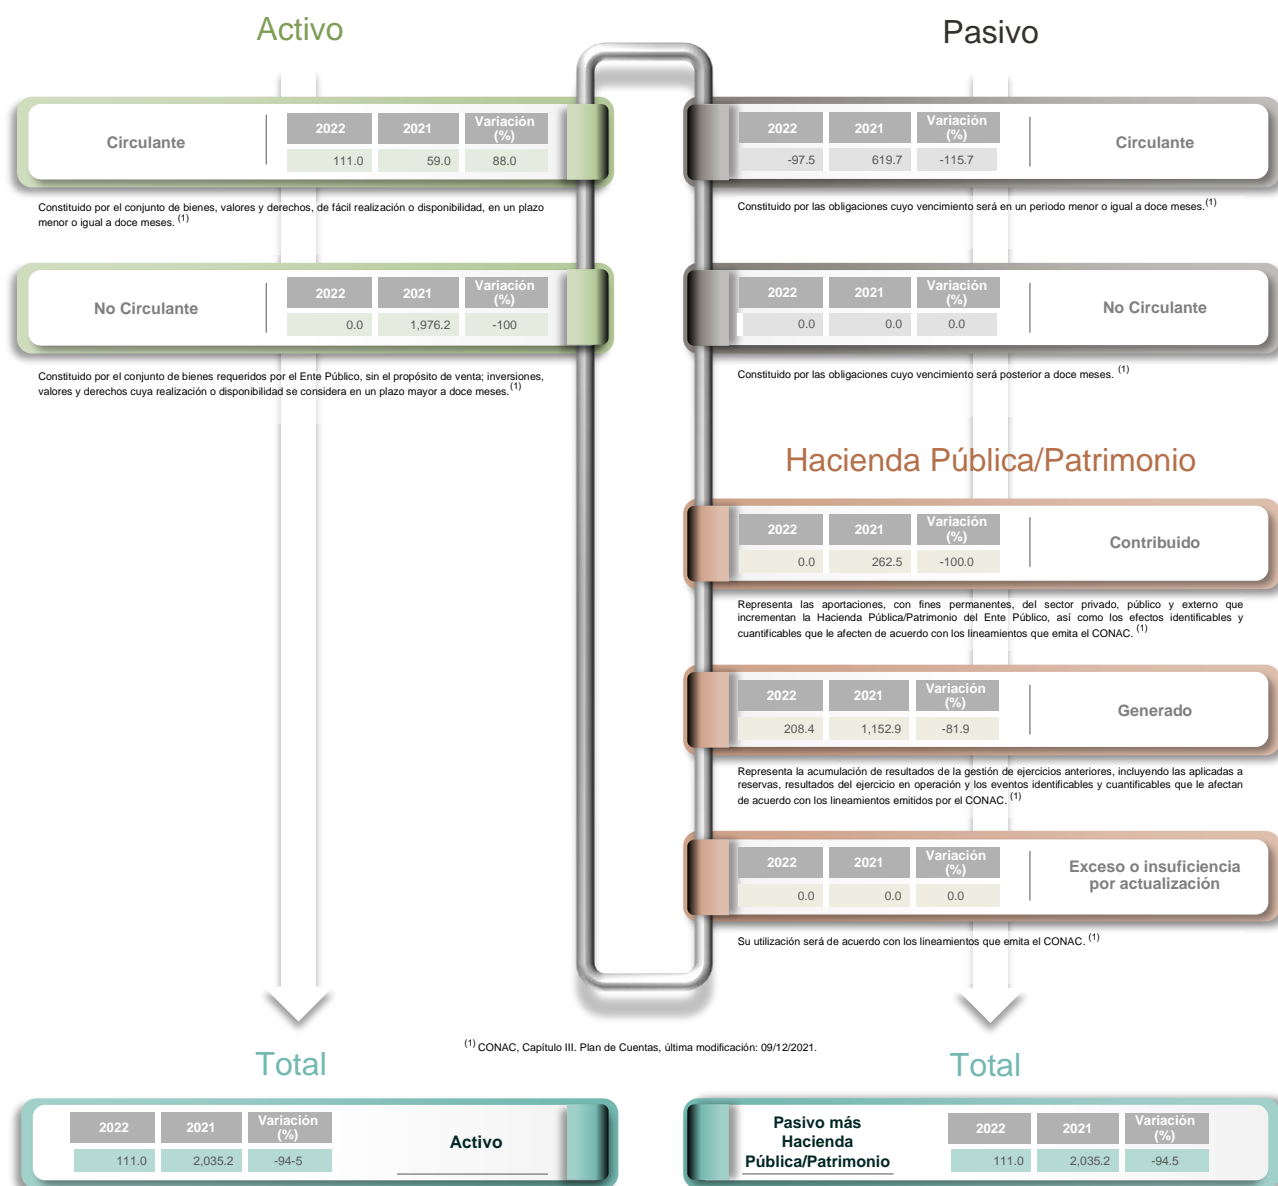 Activo
Circulante
2022 2021 Variación (%)
111.0 59.0 88.0
Constituido por el conjunto de bienes, valores y derechos, de fácil realización o disponibilidad, en un plazo
menor o igual a doce meses. (1)
No Circulante
2022 2021 Variación (%)
0.0 1,976.2 -100
Constituido por el conjunto de bienes requeridos por el Ente Público, sin el propósito de venta; inversiones,
valores y derechos cuya realización o disponibilidad se considera en un plazo mayor a doce meses. (1)
Pasivo
2022 2021 Variación (%)
-97.5 619.7 -115.7
Circulante
Constituido por las obligaciones cuyo vencimiento será en un periodo menor o igual a doce meses. (1)
2022 2021 Variación (%)
0.0 0.0 0.0
No Circulante
Constituido por las obligaciones cuyo vencimiento será posterior a doce meses. (1)
Hacienda Pública/Patrimonio
2022 2021 Variación (%)
0.0 262.5 -100.0
Contribuido
Representa las aportaciones, con fines permanentes, del sector privado, público y externo que
incrementan la Hacienda Pública/Patrimonio del Ente Público, así como los efectos identificables y
cuantificables que le afecten de acuerdo con los lineamientos que emita el CONAC. (1)
2022 2021 Variación (%)
208.4 1,152.9 -81.9
Generado
Representa la acumulación de resultados de la gestión de ejercicios anteriores, incluyendo las aplicadas a
reservas, resultados del ejercicio en operación y los eventos identificables y cuantificables que le afectan
de acuerdo con los lineamientos emitidos por el CONAC. (1)
2022 2021 Variación (%)
0.0 0.0 0.0
Exceso o insuficiencia
por actualización
Su utilización será de acuerdo con los lineamientos que emita el CONAC. (1)
(1) CONAC, Capítulo III. Plan de Cuentas, última modificación: 09/12/2021.
Total
2022 2021 Variación (%)
111.0 2,035.2 -94-5
Activo
Total
Pasivo más
Hacienda
Pública/Patrimonio
2022 2021 Variación (%)
111.0 2,035.2 -94.5